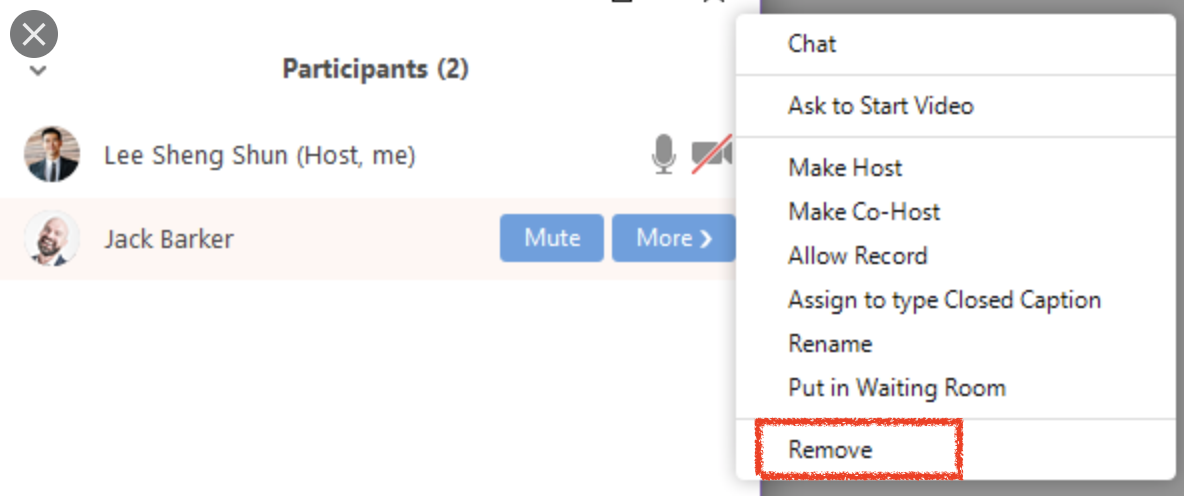 Participants (2)
Lee Sheng Shun (Host, me)
Jack Barker
Mute
More
Chat
Ask to Start Video
Make Host
Make Co-Host
Allow Record
Assign to type Closed Caption
Rename
Put in Waiting Room
Remove